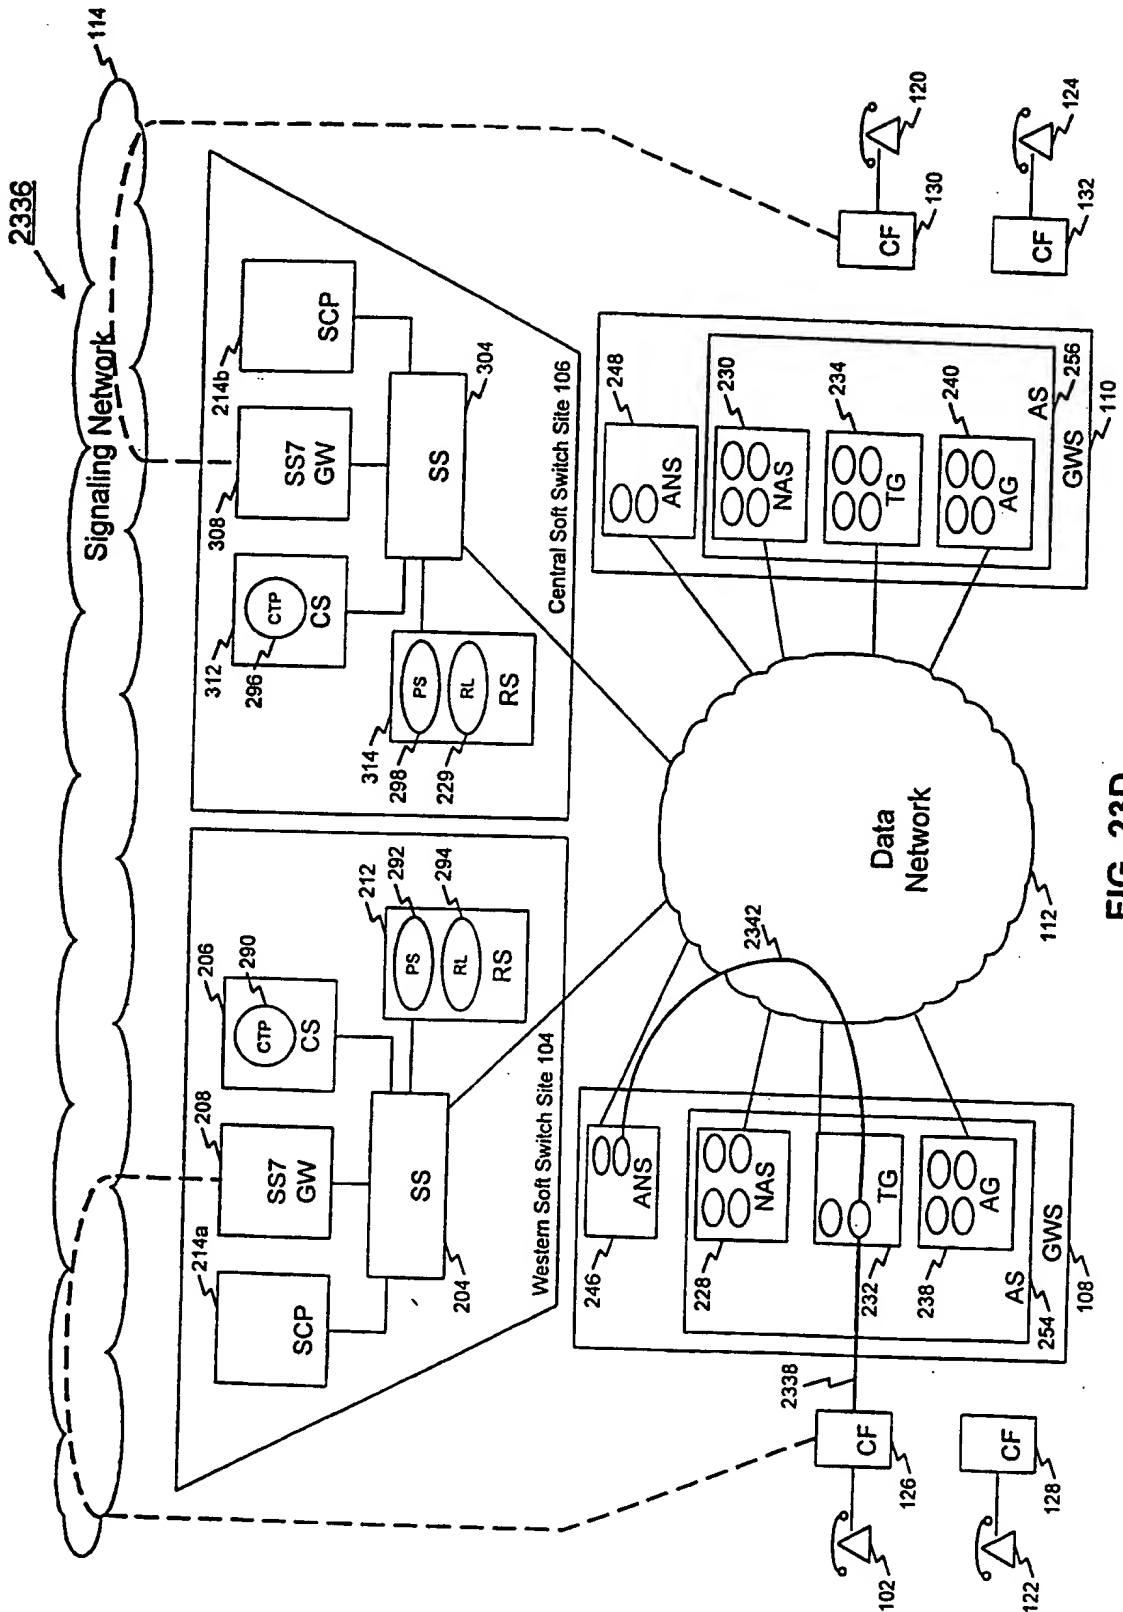 2336
114
Signaling Network
214a
SCP
208
SS7
GW
206
290
CTP
CS
212
292
294
PS
RL
RS
SS
204
Western Soft Switch Site 104
312
296
CTP
CS
308
SS7
GW
214b
SCP
314
298
229
PS
RL
RS
SS
304
Central Soft Switch Site 106
246
ANS
228
NAS
232
TG
238
AG
AS
254
GWS
108
2338
2342
Data
Network
112
248
ANS
230
NAS
234
TG
240
AG
AS
256
GWS
110
102
CF
126
122
CF
128
CF
130
120
CF
132
124
FIG. 23D